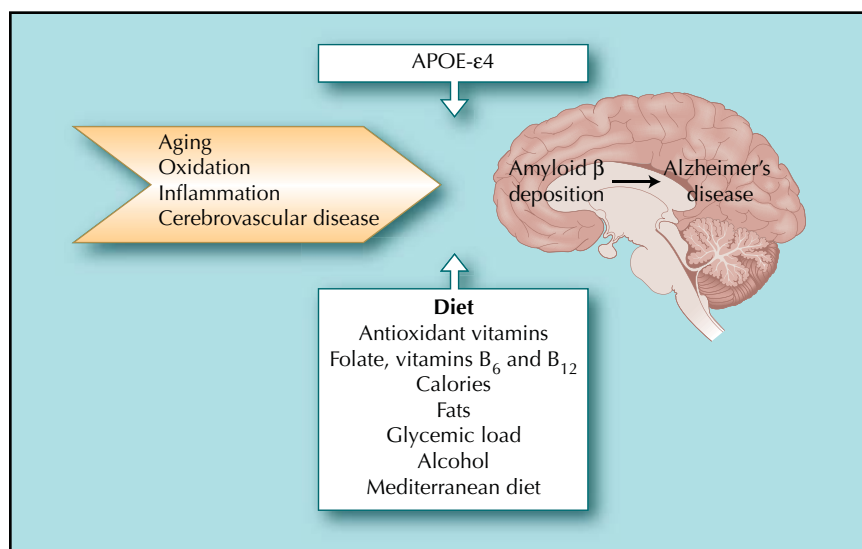 APOE-ε4
Aging
Oxidation
Inflammation
Cerebrovascular disease
Amyloid β
deposition
Alzheimer's
disease
Diet
Antioxidant vitamins
Folate, vitamins B6 and B12
Calories
Fats
Glycemic load
Alcohol
Mediterranean diet